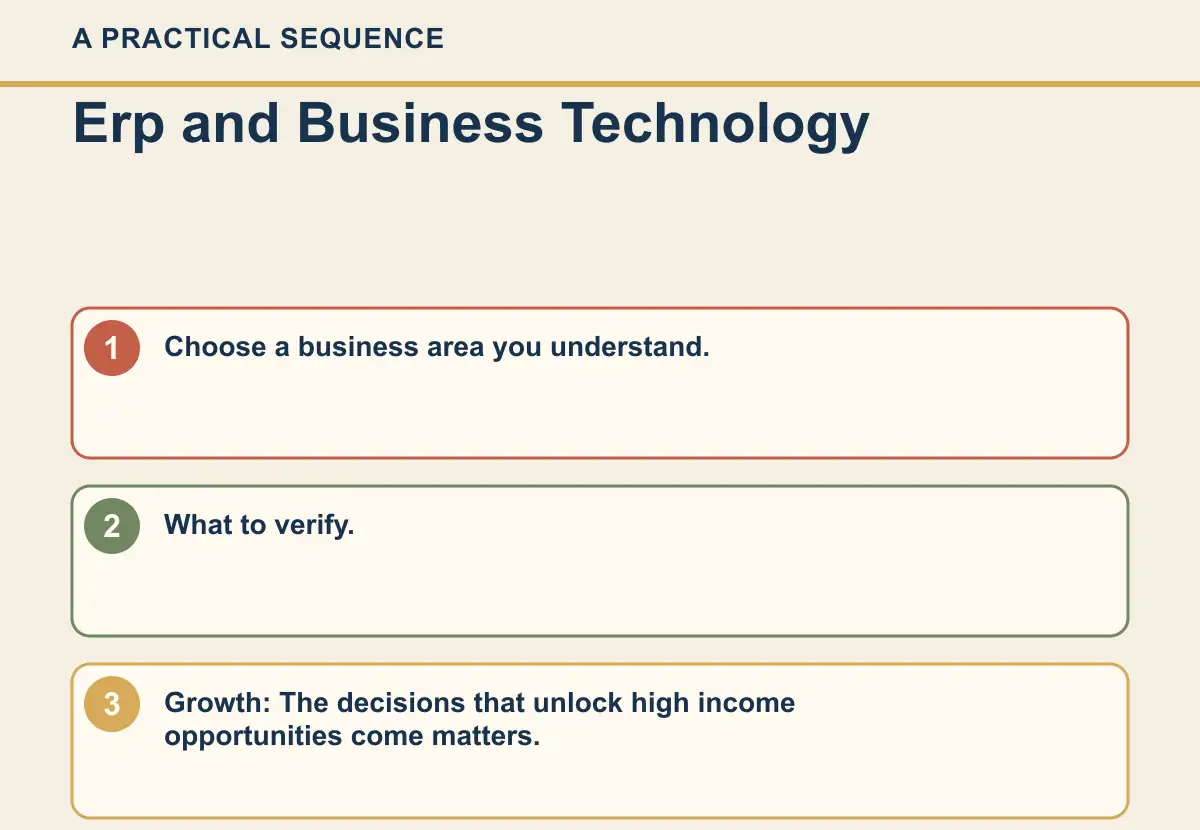 A PRACTICAL SEQUENCE
Erp and Business Technology
1
Choose a business area you understand.
2
What to verify.
3
Growth: The decisions that unlock high income
opportunities come matters.